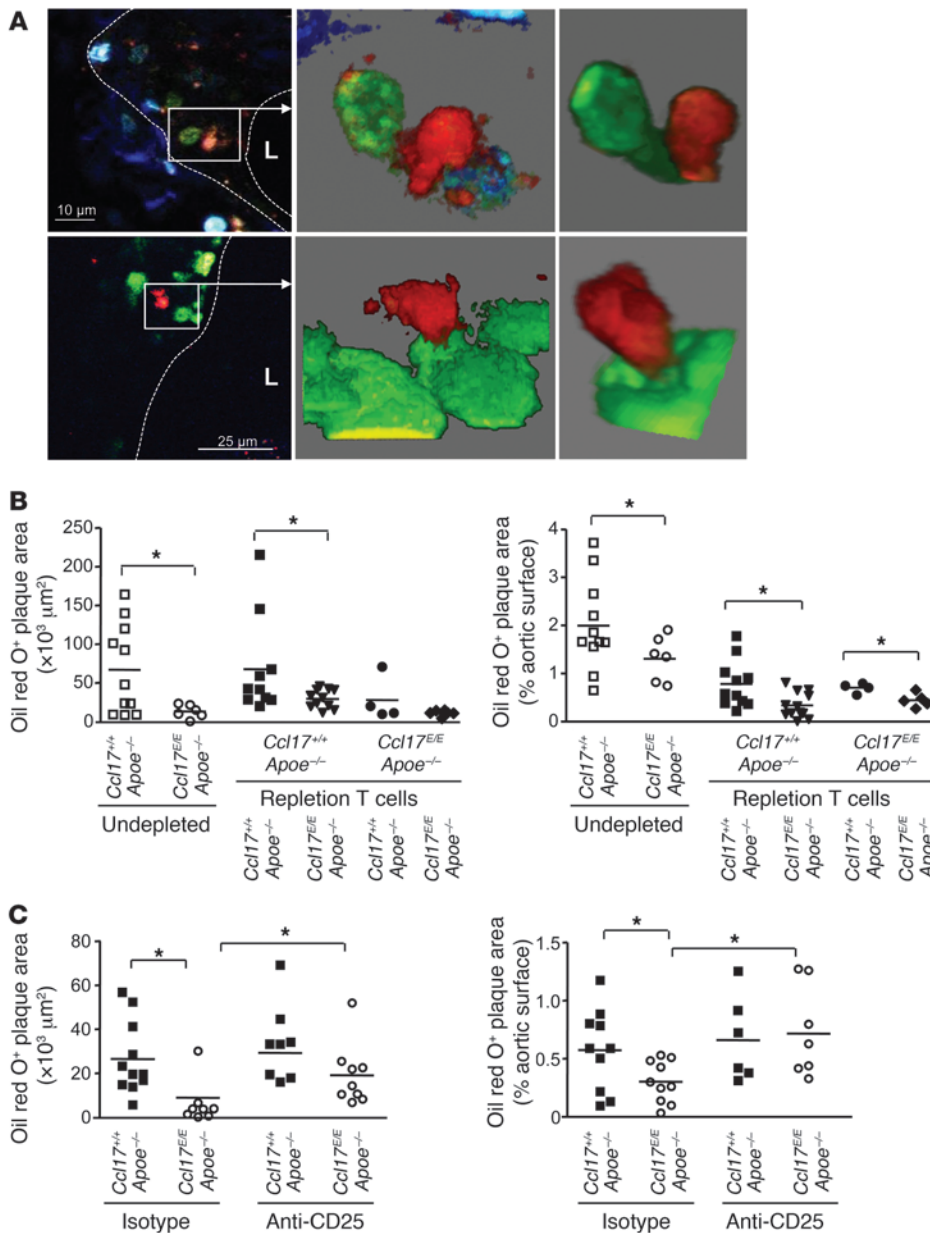 A
L
10 µm
L
25 µm
B
Oil red O+ plaque area
(×10³ µm²)
250
200
150
100
50
0
*
*
Ccl17+/+
Apoe–/–
Ccl17E/E
Apoe–/–
Undepleted
Ccl17+/+
Apoe–/–
Ccl17E/E
Apoe–/–
Repletion T cells
Ccl17+/+
Apoe–/–
Ccl17E/E
Apoe–/–
Ccl17+/+
Apoe–/–
Ccl17E/E
Apoe–/–
Oil red O+ plaque area
(% aortic surface)
4
3
2
1
0
*
*
*
Ccl17+/+
Apoe–/–
Ccl17E/E
Apoe–/–
Undepleted
Ccl17+/+
Apoe–/–
Ccl17E/E
Apoe–/–
Repletion T cells
Ccl17+/+
Apoe–/–
Ccl17E/E
Apoe–/–
Ccl17+/+
Apoe–/–
Ccl17E/E
Apoe–/–
C
Oil red O+ plaque area
(×10³ µm²)
80
60
40
20
0
*
*
Ccl17+/+
Apoe–/–
Ccl17E/E
Apoe–/–
Isotype
Ccl17+/+
Apoe–/–
Ccl17E/E
Apoe–/–
Anti-CD25
Oil red O+ plaque area
(% aortic surface)
1.5
1.0
0.5
0
*
*
Ccl17+/+
Apoe–/–
Ccl17E/E
Apoe–/–
Isotype
Ccl17+/+
Apoe–/–
Ccl17E/E
Apoe–/–
Anti-CD25